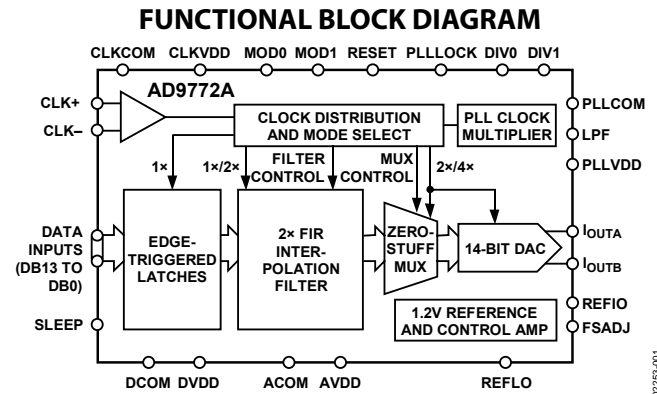 FUNCTIONAL BLOCK DIAGRAM
CLKCOM CLKVDD MOD0 MOD1 RESET PLLLOCK DIV0 DIV1
AD9772A
CLK+
CLK–
CLOCK DISTRIBUTION
AND MODE SELECT
PLL CLOCK
MULTIPLIER
PLLCOM
LPF
PLLVDD
1×
1×/2×
FILTER
CONTROL
MUX
CONTROL
2×/4×
DATA
INPUTS
(DB13 TO
DB0)
EDGE-
TRIGGERED
LATCHES
2× FIR
INTER-
POLATION
FILTER
ZERO-
STUFF
MUX
14-BIT DAC
IOUTA
IOUTB
SLEEP
1.2V REFERENCE
AND CONTROL AMP
REFIO
FSADJ
DCOM DVDD ACOM AVDD REFLO
02253-001